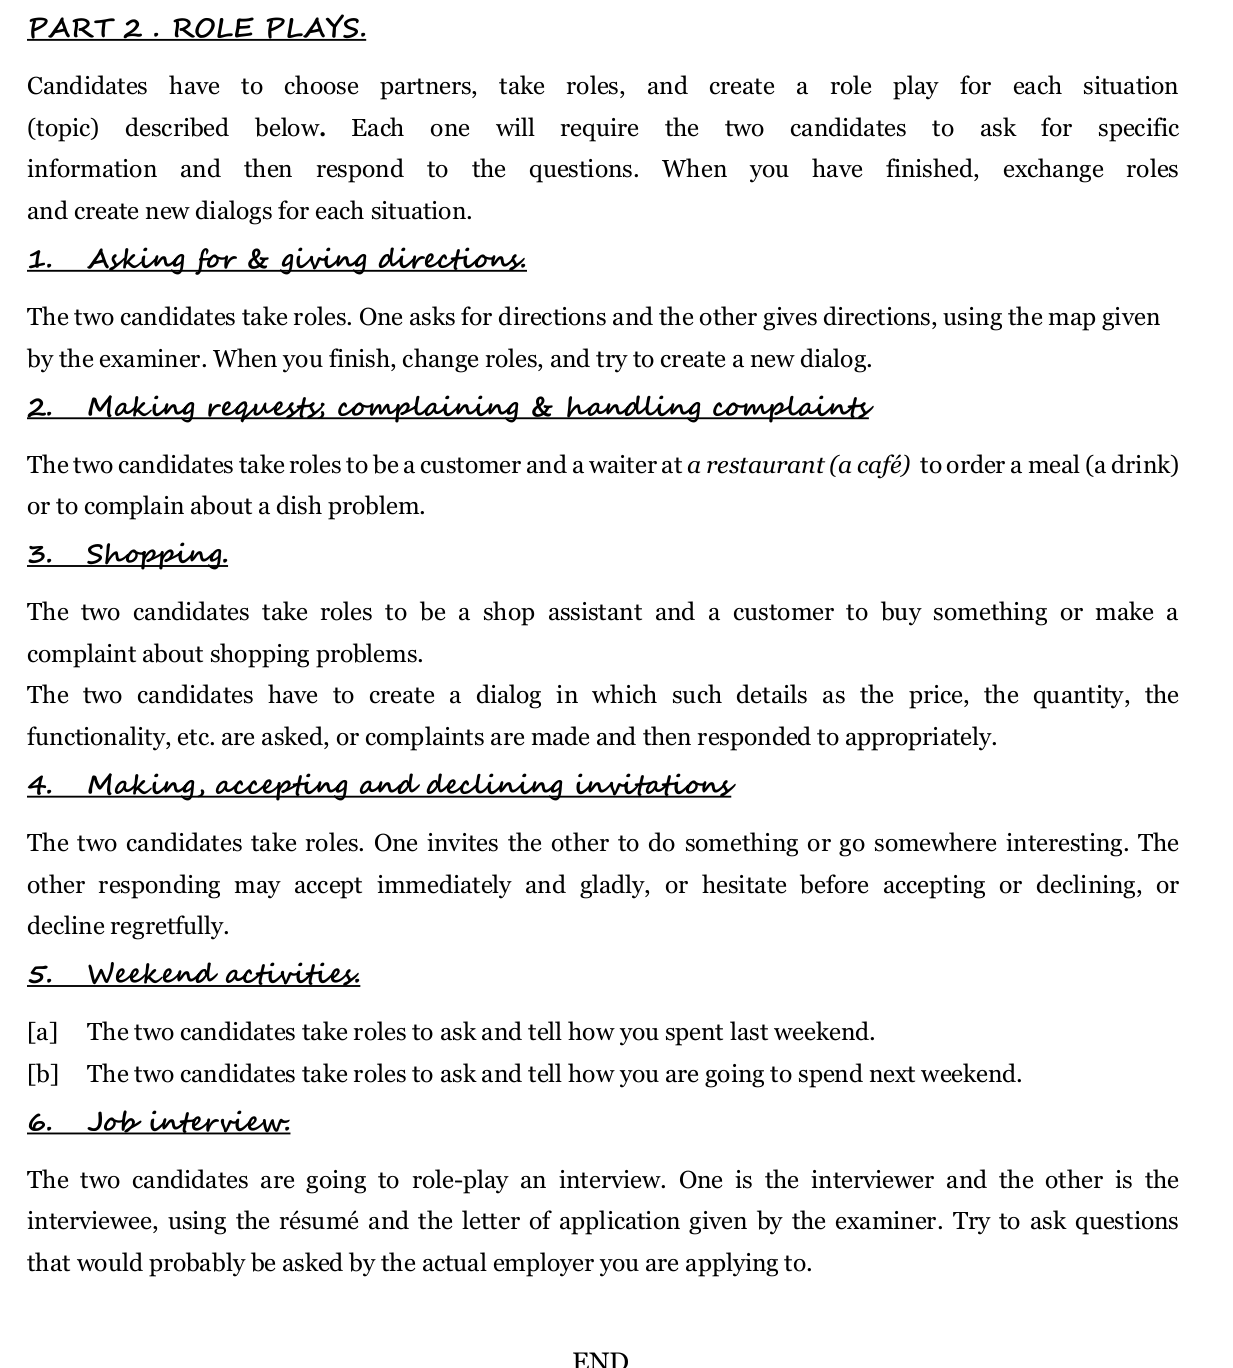 PART 2 . ROLE PLAYS.
Candidates have to choose partners, take roles, and create a role play for each situation
(topic) described below. Each one will require the two candidates to ask for specific
information and then respond to the questions. When you have finished, exchange roles
and create new dialogs for each situation.
1. Asking for & giving directions.
The two candidates take roles. One asks for directions and the other gives directions, using the map given
by the examiner. When you finish, change roles, and try to create a new dialog.
2. Making requests; complaining & handling complaints
The two candidates take roles to be a customer and a waiter at a restaurant (a café) to order a meal (a drink)
or to complain about a dish problem.
3. Shopping.
The two candidates take roles to be a shop assistant and a customer to buy something or make a
complaint about shopping problems.
The two candidates have to create a dialog in which such details as the price, the quantity, the
functionality, etc. are asked, or complaints are made and then responded to appropriately.
4. Making, accepting and declining invitations
The two candidates take roles. One invites the other to do something or go somewhere interesting. The
other responding may accept immediately and gladly, or hesitate before accepting or declining, or
decline regretfully.
5. Weekend activities.
[a] The two candidates take roles to ask and tell how you spent last weekend.
[b] The two candidates take roles to ask and tell how you are going to spend next weekend.
6. Job interview.
The two candidates are going to role-play an interview. One is the interviewer and the other is the
interviewee, using the résumé and the letter of application given by the examiner. Try to ask questions
that would probably be asked by the actual employer you are applying to.
END